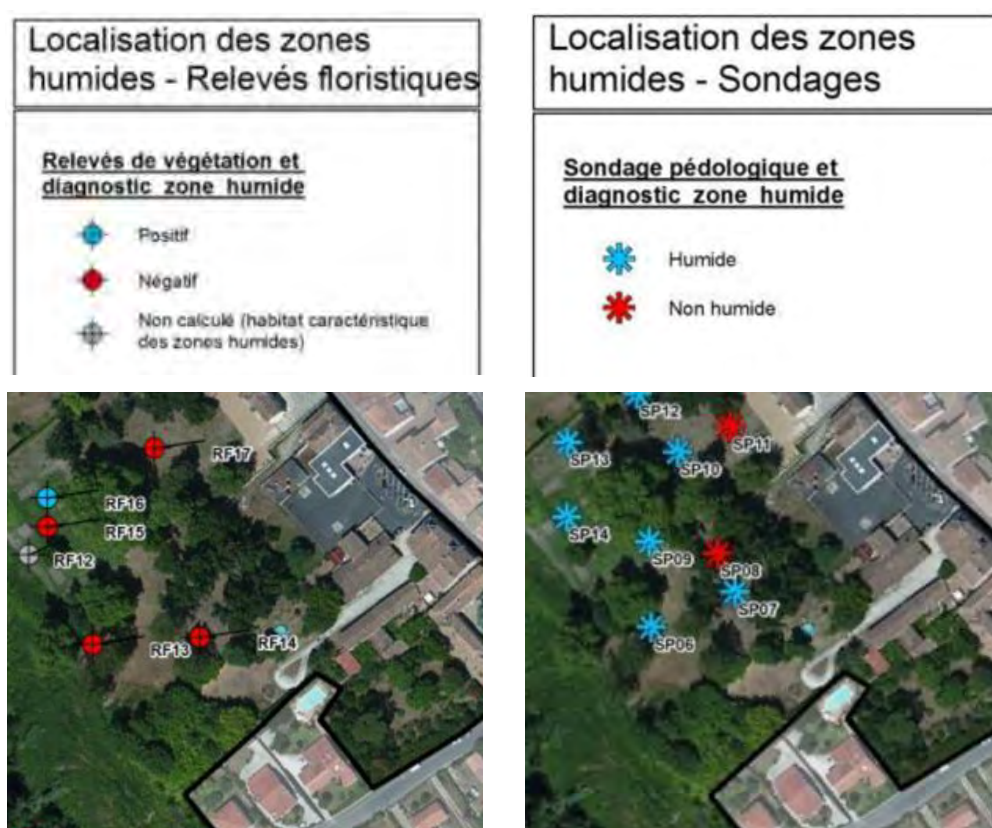 Localisation des zones
humides - Relevés floristiques
Relevés de végétation et
diagnostic zone humide
Positif
Négatif
Non calculé (habitat caractéristique
des zones humides)
Localisation des zones
humides - Sondages
Sondage pédologique et
diagnostic zone humide
Humide
Non humide
RF17
RF16
RF15
RF12
RF13
RF14
SP12
SP11
SP13
SP10
SP14
SP09
SP08
SP07
SP06